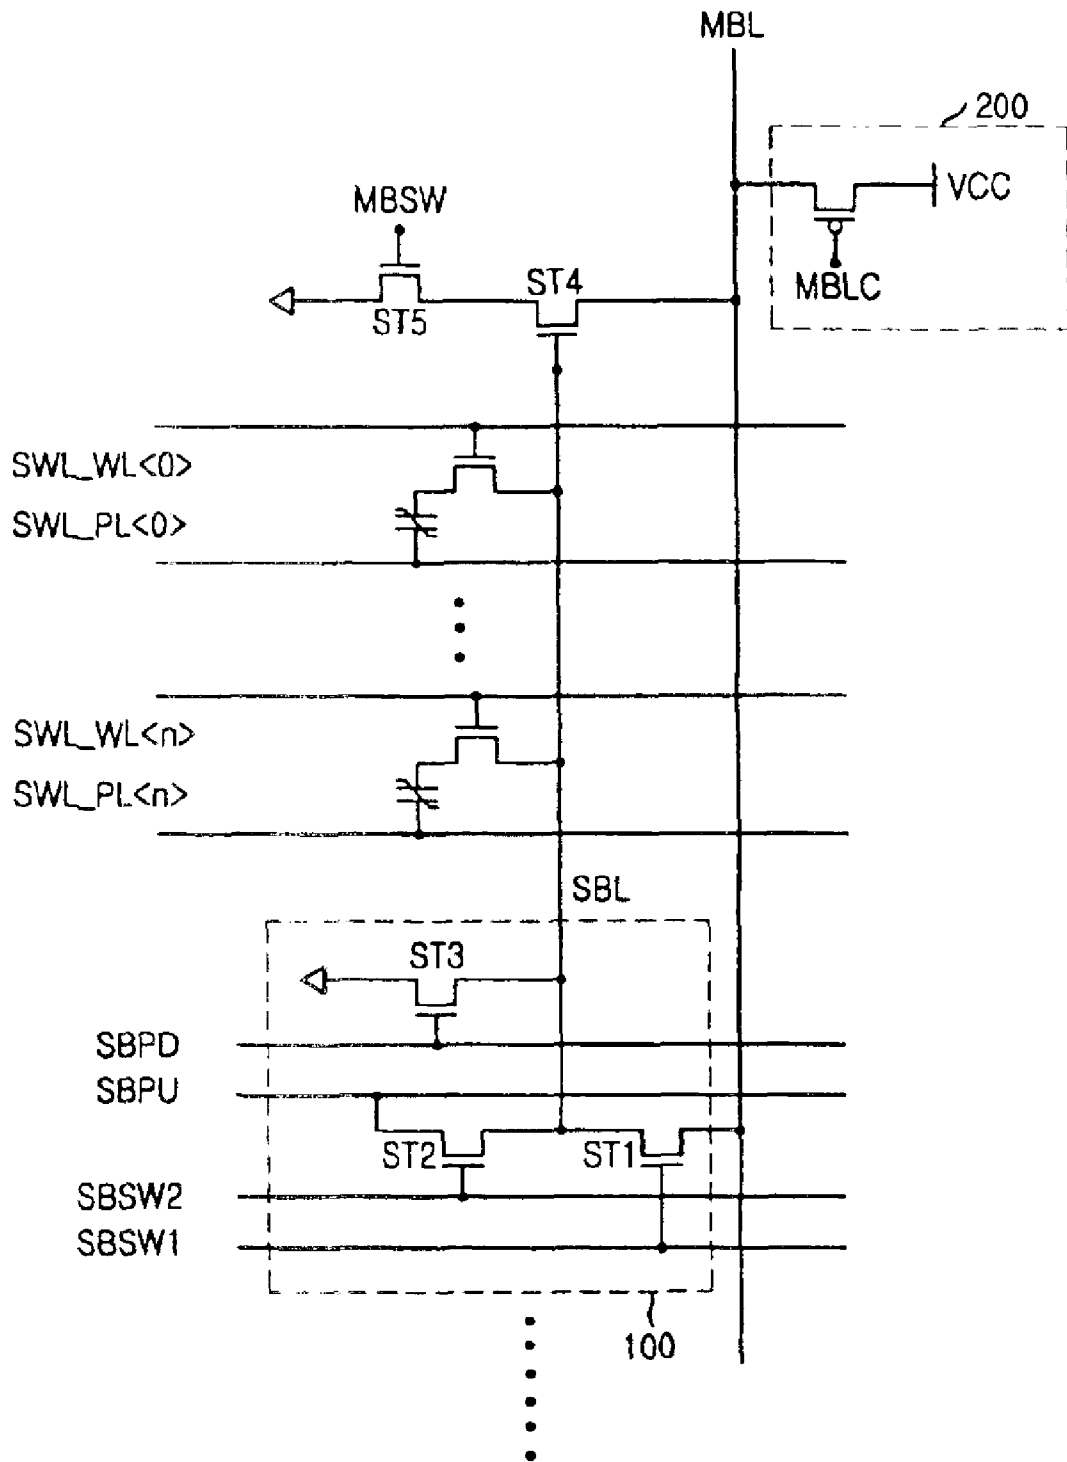 MBL
200
VCC
MBSW
MBLC
ST4
ST5
SWL_WL<0>
SWL_PL<0>
SWL_WL<n>
SWL_PL<n>
SBL
ST3
SBPD
SBPU
ST2
ST1
SBSW2
SBSW1
100